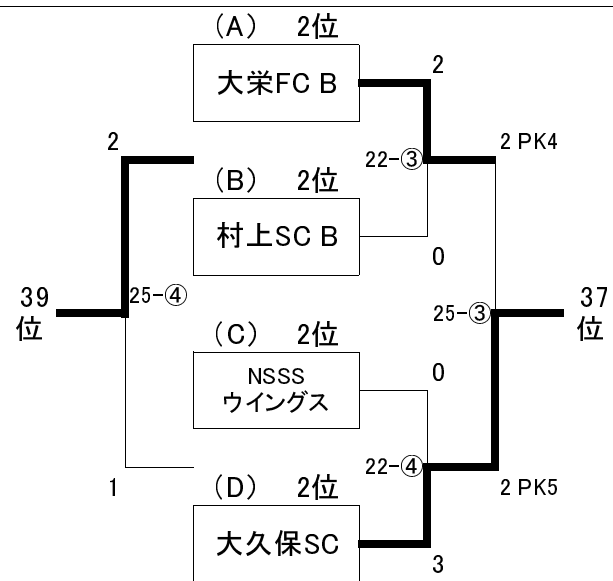 (A) 2位
大栄FC B
2
2
2 PK4
22-③
(B) 2位
村上SC B
0
39
位
25-④
25-③
37
位
(C) 2位
NSSS
ウイングス
0
22-④
1
(D) 2位
2 PK5
大久保SC
3